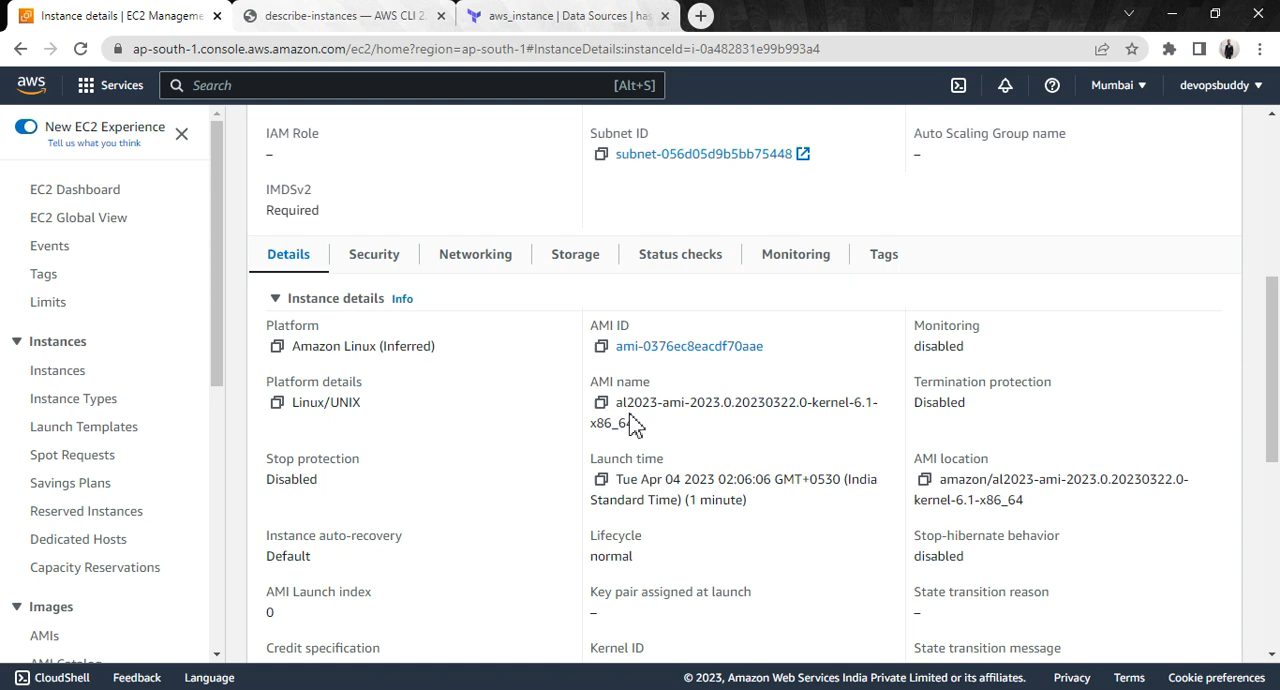 Instance details | EC2 Manageme
describe-instances — AWS CLI 2.
aws_instance | Data Sources | has
ap-south-1.console.aws.amazon.com/ec2/home?region=ap-south-1#InstanceDetails:instanceId=i-0a482831e99b993a4
aws
Services
Search
[Alt+S]
Mumbai
devopsbuddy
New EC2 Experience
Tell us what you think
EC2 Dashboard
EC2 Global View
Events
Tags
Limits
Instances
Instances
Instance Types
Launch Templates
Spot Requests
Savings Plans
Reserved Instances
Dedicated Hosts
Capacity Reservations
Images
AMIs
AMI Catalog
IAM Role
–
Subnet ID
subnet-056d05d9b5bb75448
Auto Scaling Group name
–
IMDSv2
Required
Details
Security
Networking
Storage
Status checks
Monitoring
Tags
Instance details Info
Platform
Amazon Linux (Inferred)
AMI ID
ami-0376ec8eacdf70aae
Monitoring
disabled
Platform details
Linux/UNIX
AMI name
al2023-ami-2023.0.20230322.0-kernel-6.1-
x86_64
Termination protection
Disabled
Stop protection
Disabled
Launch time
Tue Apr 04 2023 02:06:06 GMT+0530 (India
Standard Time) (1 minute)
AMI location
amazon/al2023-ami-2023.0.20230322.0-
kernel-6.1-x86_64
Instance auto-recovery
Default
Lifecycle
normal
Stop-hibernate behavior
disabled
AMI Launch index
0
Key pair assigned at launch
–
State transition reason
–
Credit specification
Kernel ID
State transition message
CloudShell
Feedback
Language
© 2023, Amazon Web Services India Private Limited or its affiliates.
Privacy
Terms
Cookie preferences